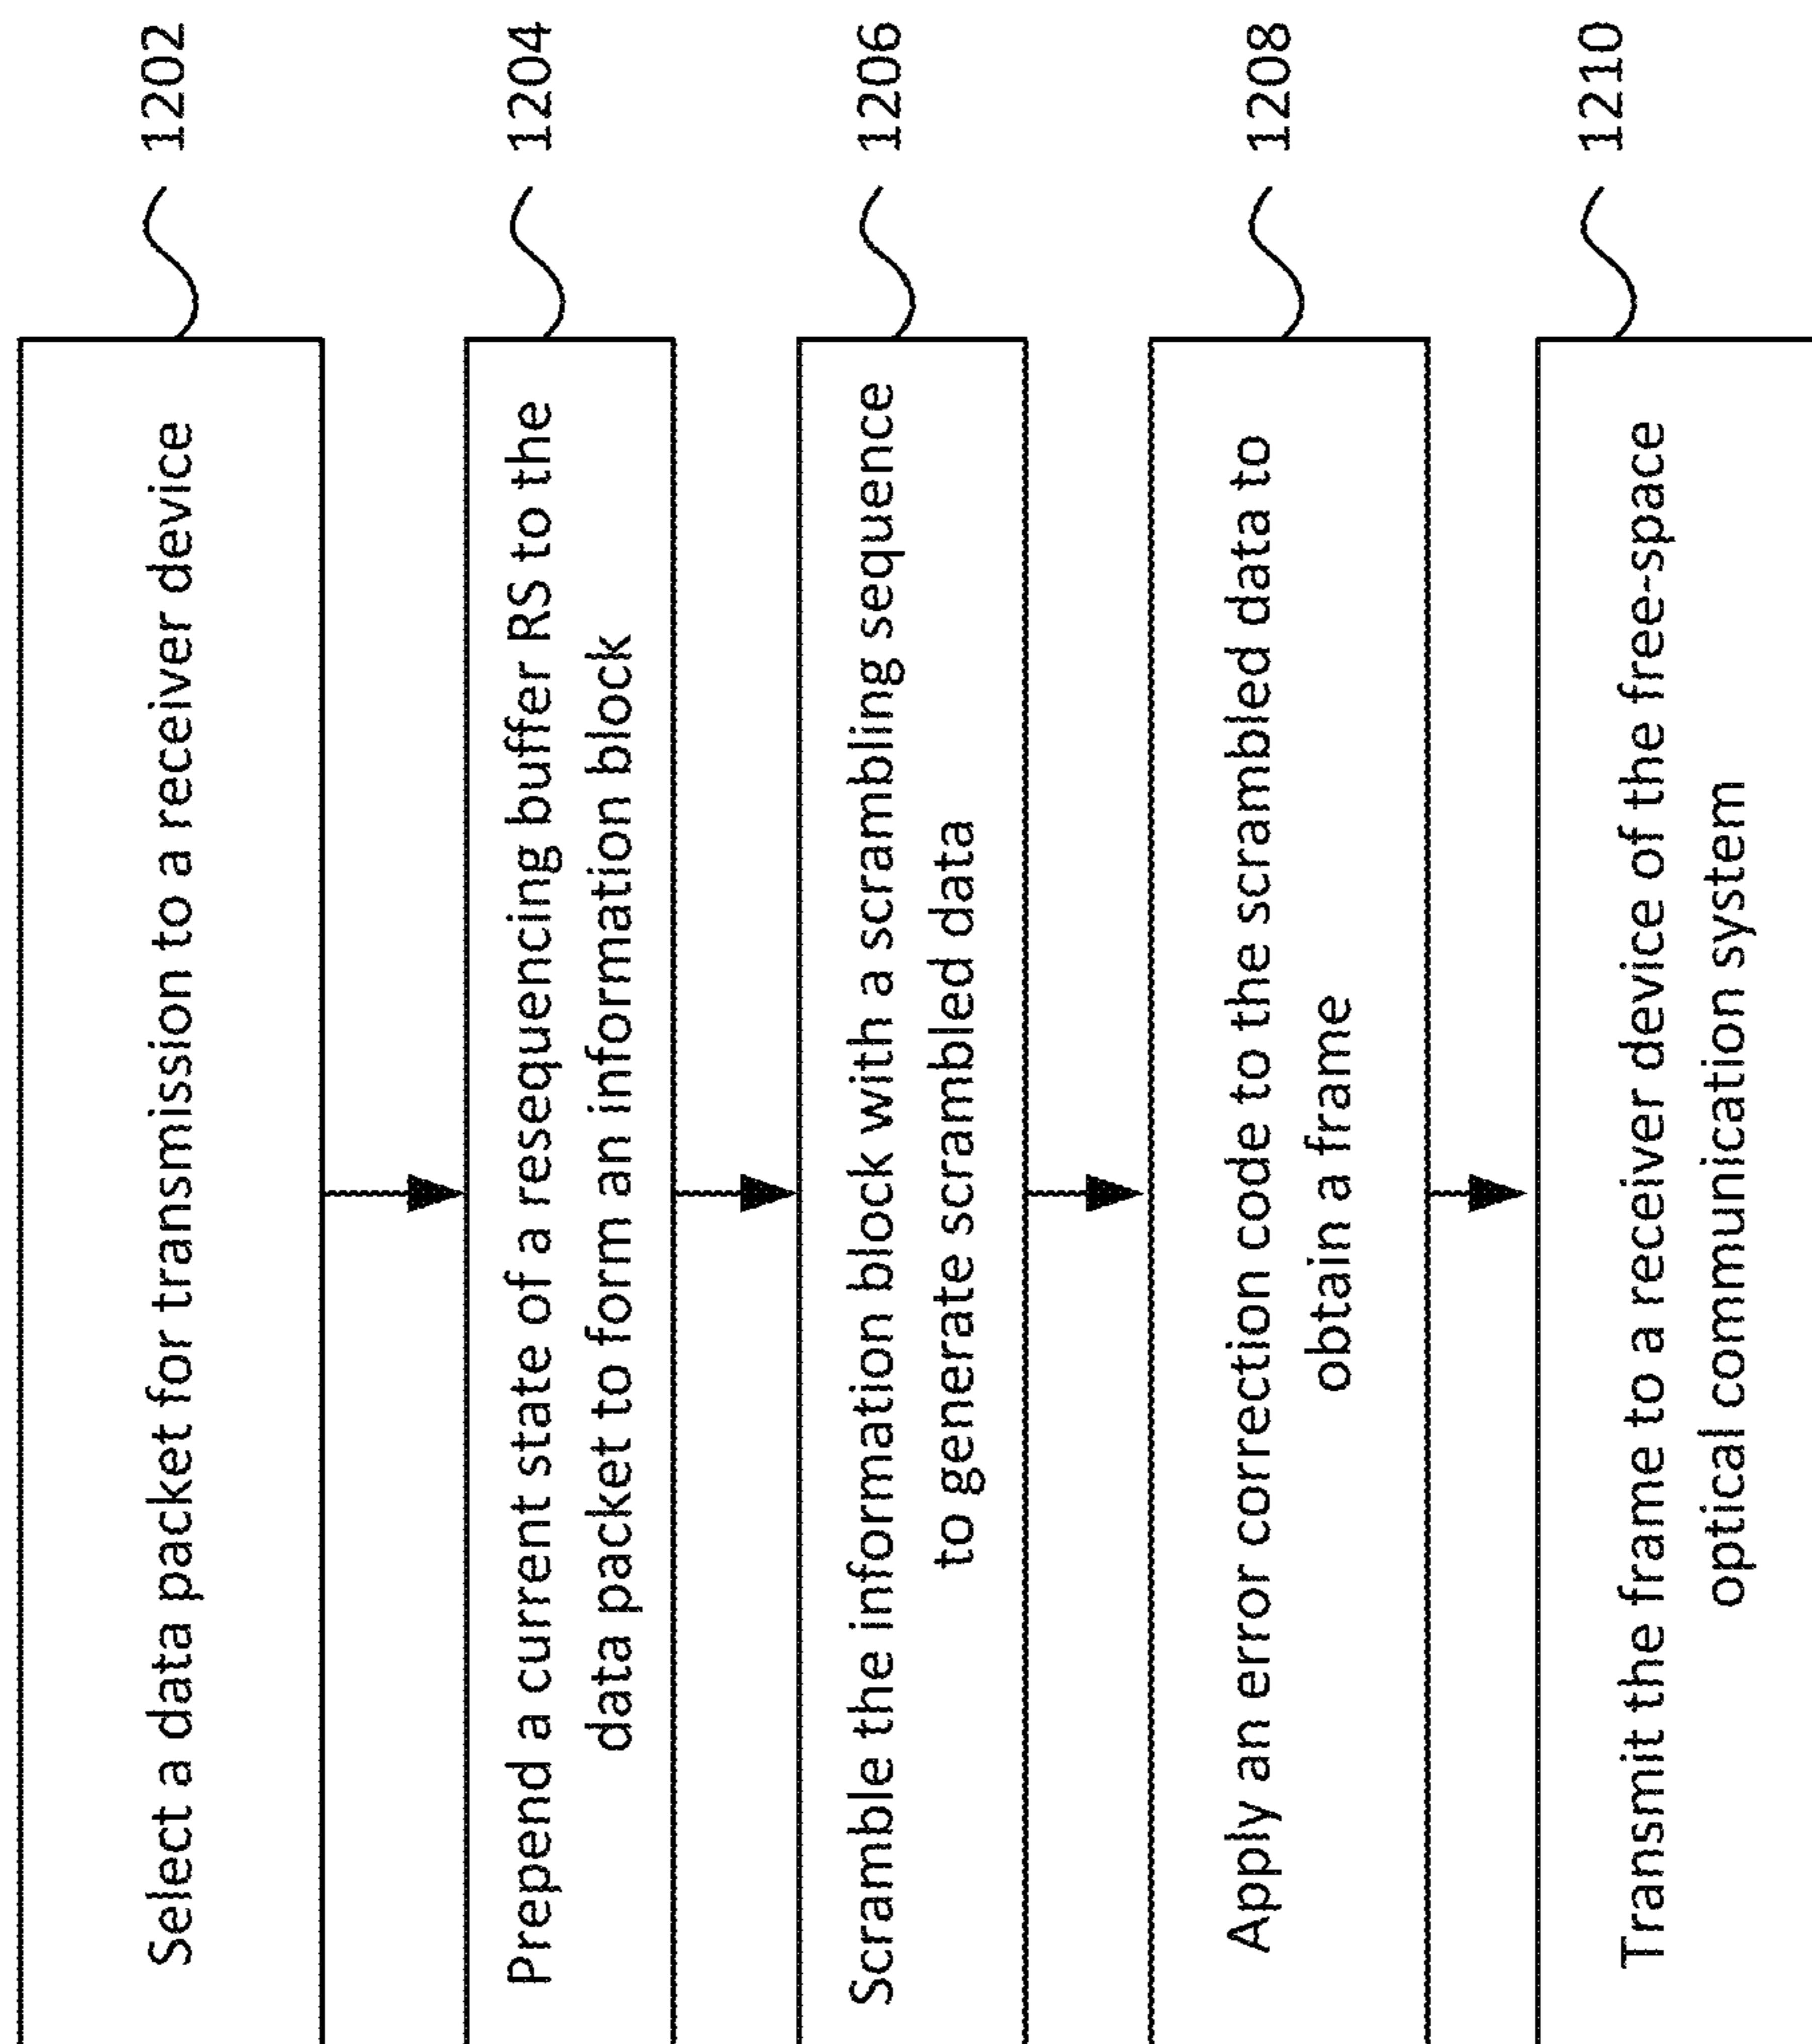 Select a data packet for transmission to a receiver device
1202
Prepend a current state of a resequencing buffer RS to the
data packet to form an information block
1204
Scramble the information block with a scrambling sequence
to generate scrambled data
1206
Apply an error correction code to the scrambled data to
obtain a frame
1208
Transmit the frame to a receiver device of the free-space
optical communication system
1210